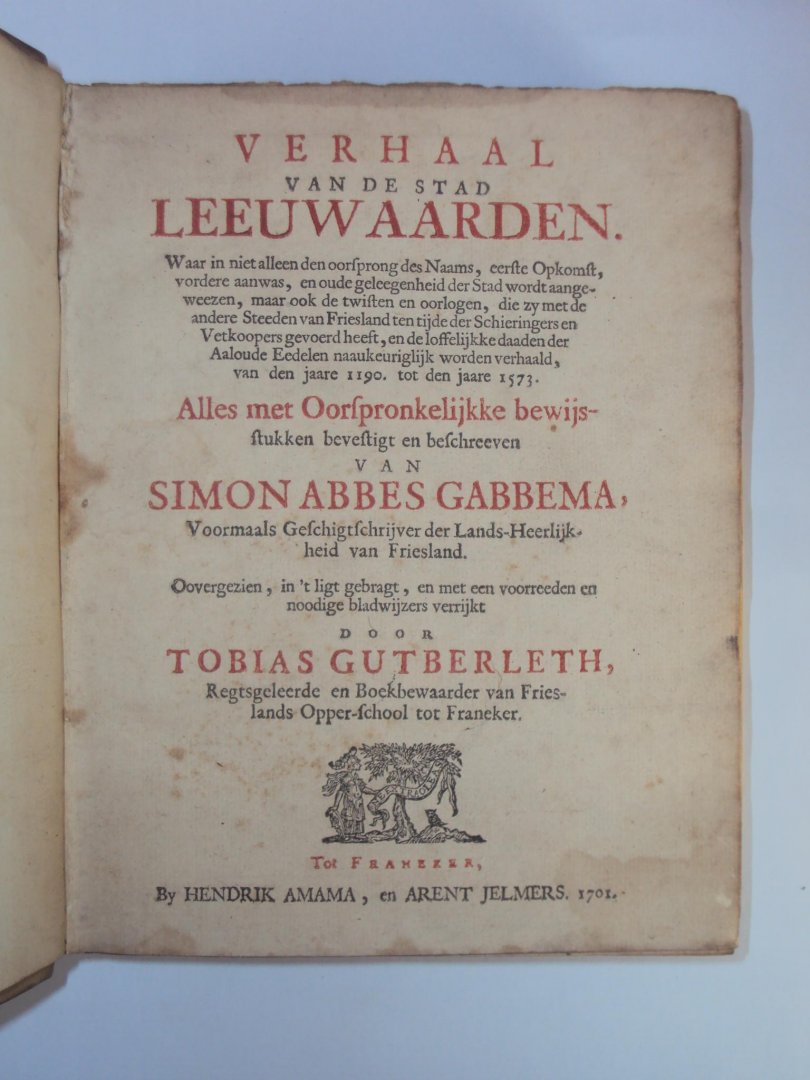 VERHAAL
VAN DE STAD
LEEUWAARDEN.
Waar in niet alleen den oorſprong des Naams, eerſte Opkomſt,
vordere aanwas, en oude geleegenheid der Stad wordt aange-
weezen, maar ook de twiſten en oorlogen, die zy met de
andere Steeden van Friesland ten tijde der Schieringers en
Vetkoopers gevoerd heeft, en de loffelijkke daaden der
Aaloude Eedelen naaukeuriglijk worden verhaald,
van den jaare 1190. tot den jaare 1573.
Alles met Oorſpronkelijkke bewijs-
ſtukken beveſtigt en beſchreeven
VAN
SIMON ABBES GABBEMA,
Voormaals Geſchigtſchrijver der Lands-Heerlijk-
heid van Friesland.
Oovergezien, in 't ligt gebragt, en met een voorreeden en
noodige bladwijzers verrijkt
DOOR
TOBIAS GUTBERLETH,
Regtsgeleerde en Boekbewaarder van Fries-
lands Opper-ſchool tot Franeker.
Tot FRANEKER,
By HENDRIK AMAMA, en ARENT JELMERS. 1701.